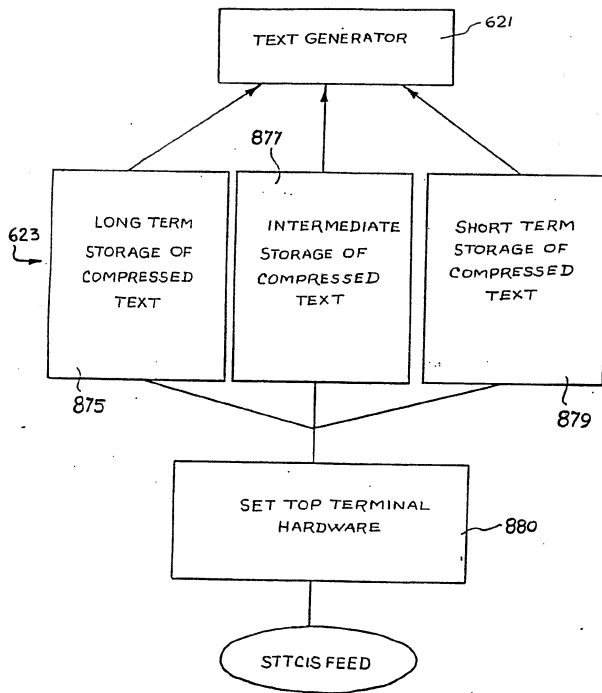 TEXT GENERATOR
621
877
623
LONG TERM
STORAGE OF
COMPRESSED
TEXT
INTERMEDIATE
STORAGE OF
COMPRESSED
TEXT
SHORT TERM
STORAGE OF
COMPRESSED
TEXT
875
879
SET TOP TERMINAL
HARDWARE
880
STTCIS FEED